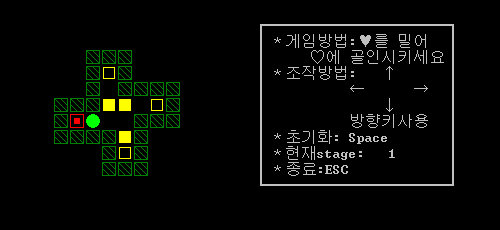 *게임방법:♥를 밀어
♡에 골인시키세요
*조작방법: ↑
← →
↓
방향키사용
*초기화: Space
*현재stage: 1
*종료:ESC